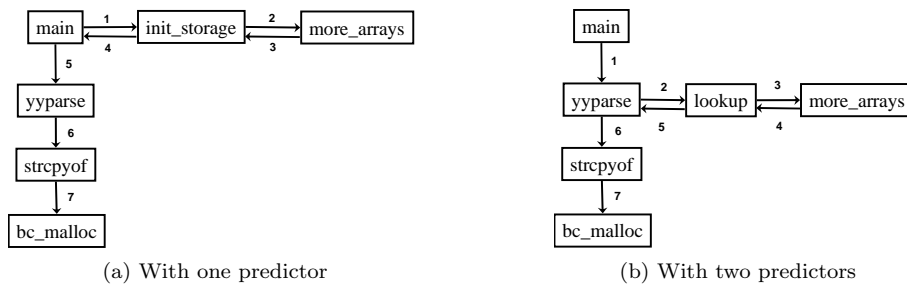 main
1
init_storage
2
more_arrays
4
3
5
yyparse
6
strcpyof
7
bc_malloc
(a) With one predictor
main
1
yyparse
2
lookup
3
more_arrays
5
4
6
strcpyof
7
bc_malloc
(b) With two predictors